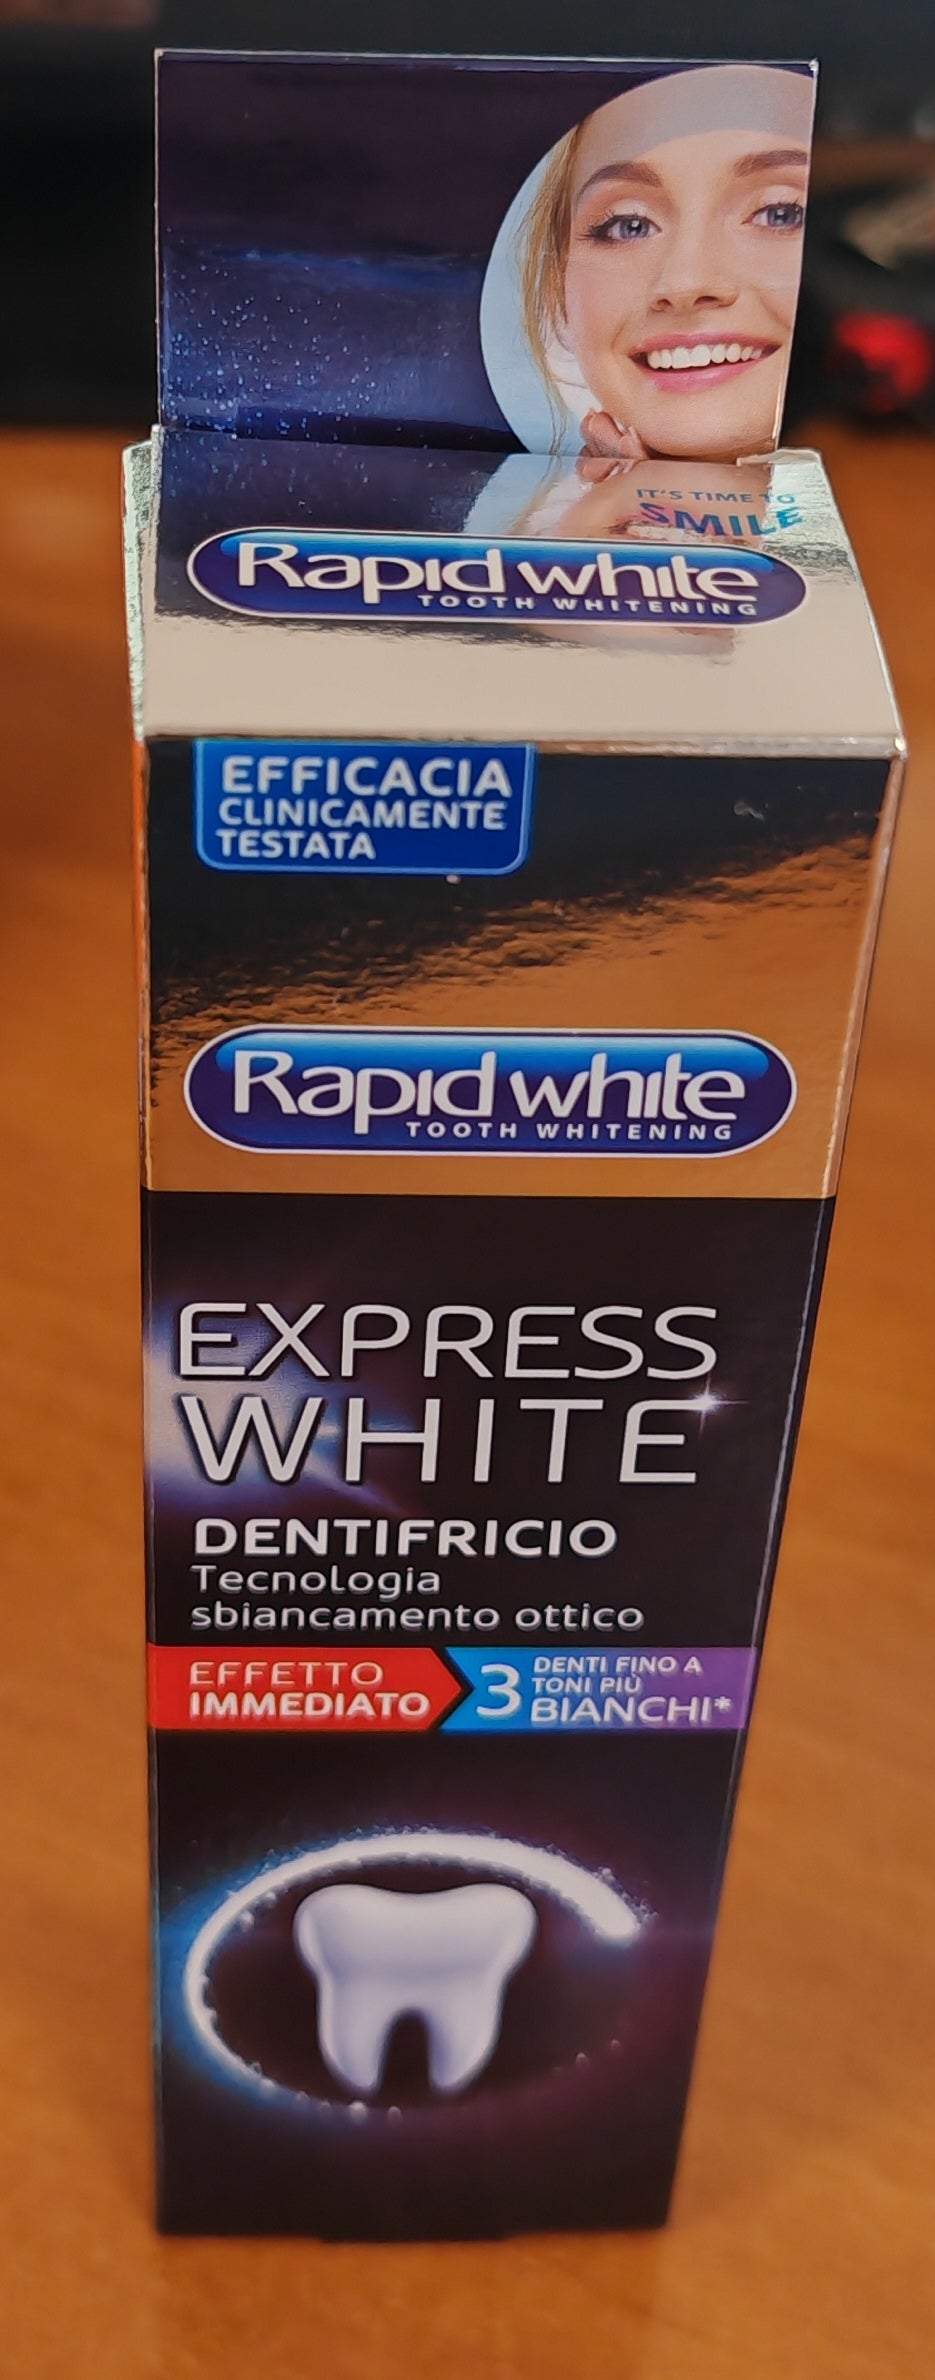 IT'S TIME TO
SMILE
Rapid white
TOOTH WHITENING
EFFICACIA
CLINICAMENTE
TESTATA
Rapid white
TOOTH WHITENING
EXPRESS
WHITE
DENTIFRICIO
Tecnologia
sbiancamento ottico
EFFETTO
IMMEDIATO
3
DENTI FINO A
TONI PIÙ
BIANCHI*